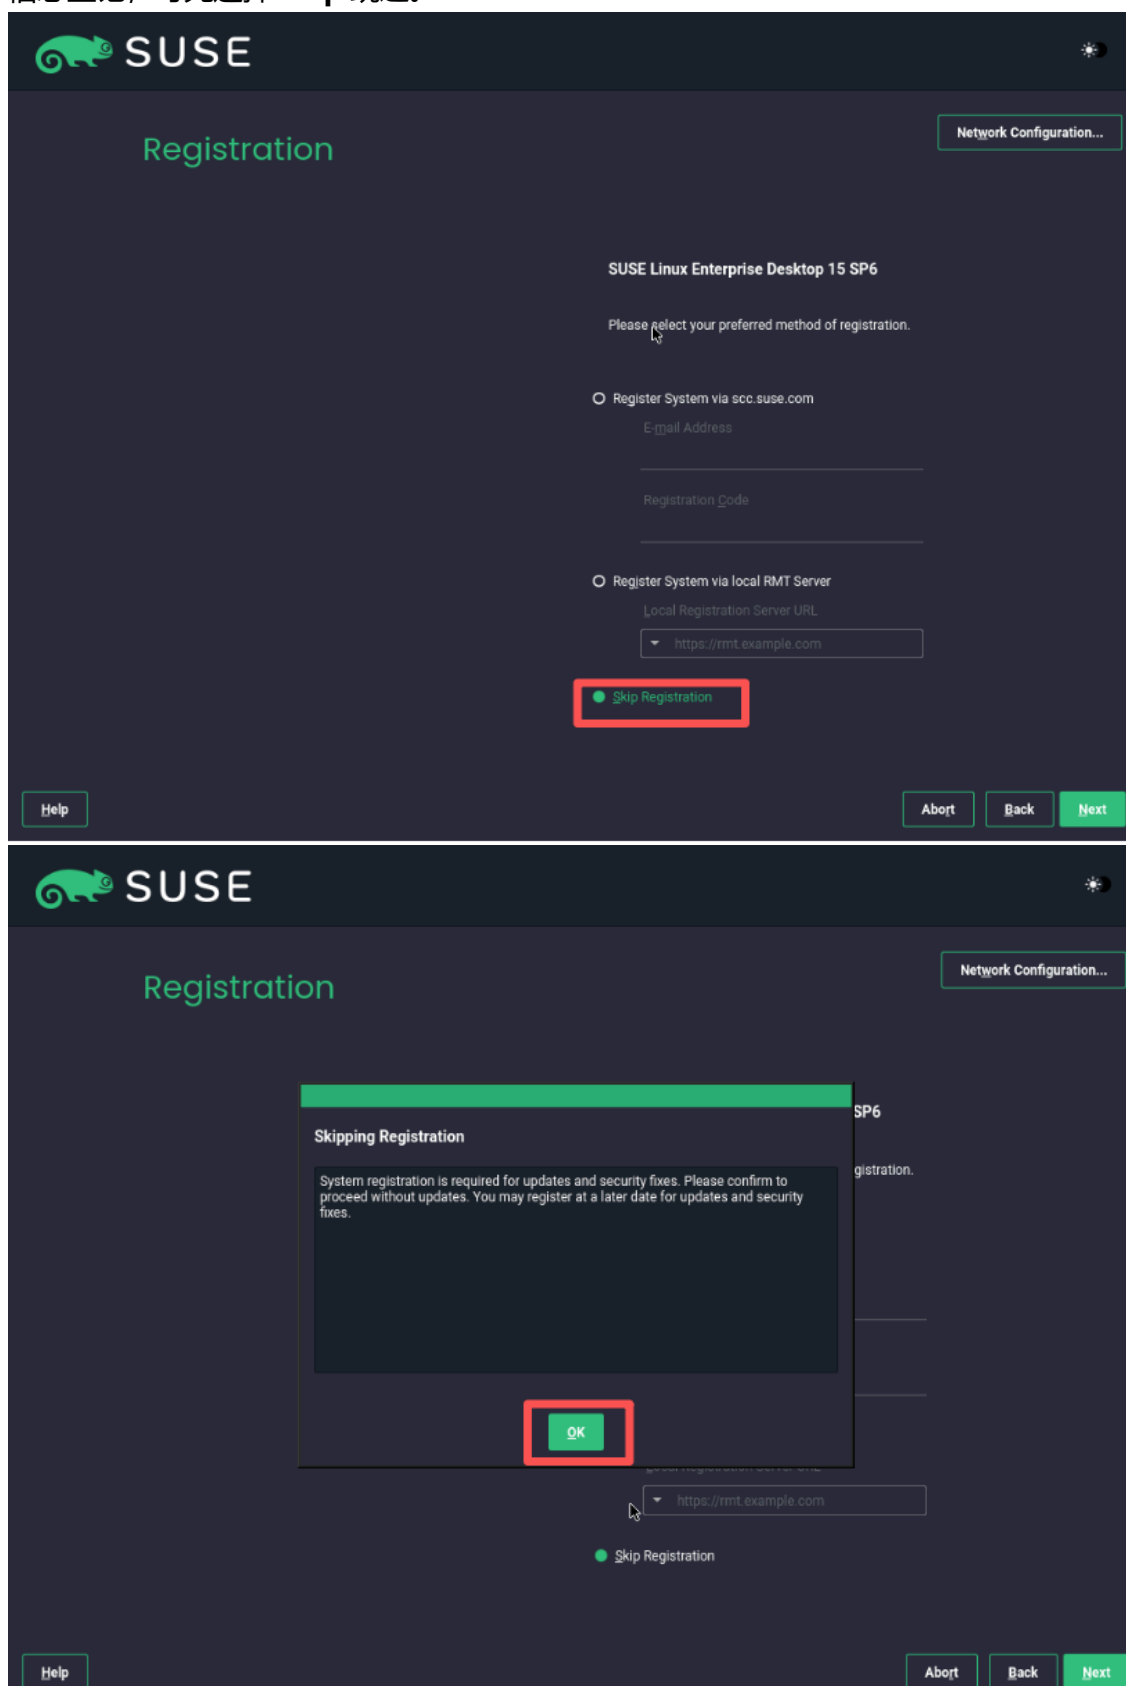 SUSE
Network Configuration...
Registration
SUSE Linux Enterprise Desktop 15 SP6
Please select your preferred method of registration.
Register System via scc.suse.com
E-mail Address
Registration Code
Register System via local RMT Server
Local Registration Server URL
https://rmt.example.com
Skip Registration
Help
Abort
Back
Next
SUSE
Network Configuration...
Registration
SP6
gistration.
Skipping Registration
System registration is required for updates and security fixes. Please confirm to
proceed without updates. You may register at a later date for updates and security
fixes.
OK
https://rmt.example.com
Skip Registration
Help
Abort
Back
Next